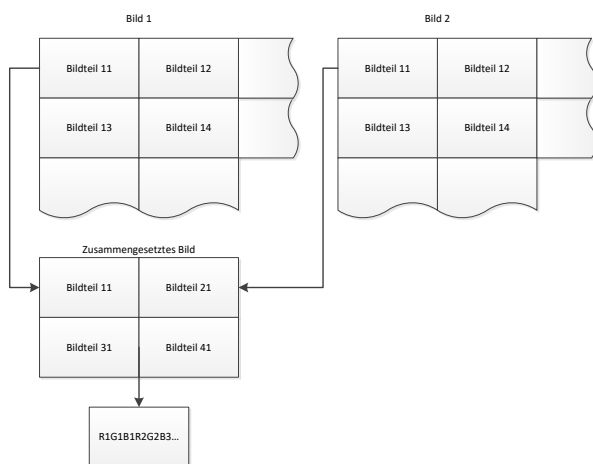 Bild 1
Bild 2
Bildteil 11
Bildteil 12
Bildteil 13
Bildteil 14
Bildteil 11
Bildteil 12
Bildteil 13
Bildteil 14
Zusammengesetztes Bild
Bildteil 11
Bildteil 21
Bildteil 31
Bildteil 41
R1G1B1R2G2B3...